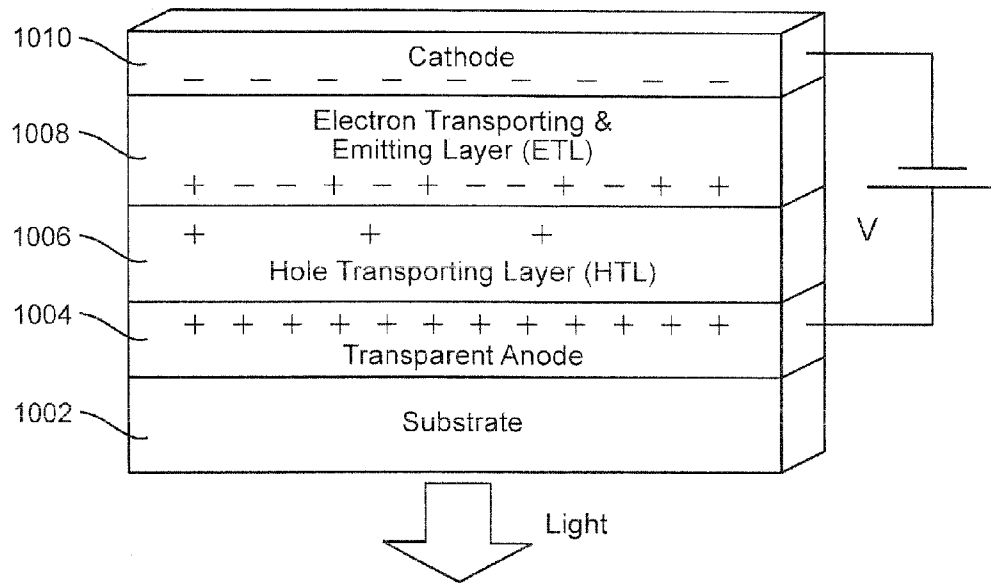 1010
Cathode
− − − − − − − −
1008
Electron Transporting &
Emitting Layer (ETL)
+ − − + − + − − + − + +
1006
+ + +
Hole Transporting Layer (HTL)
V
1004
+ + + + + + + + + + + +
Transparent Anode
1002
Substrate
Light